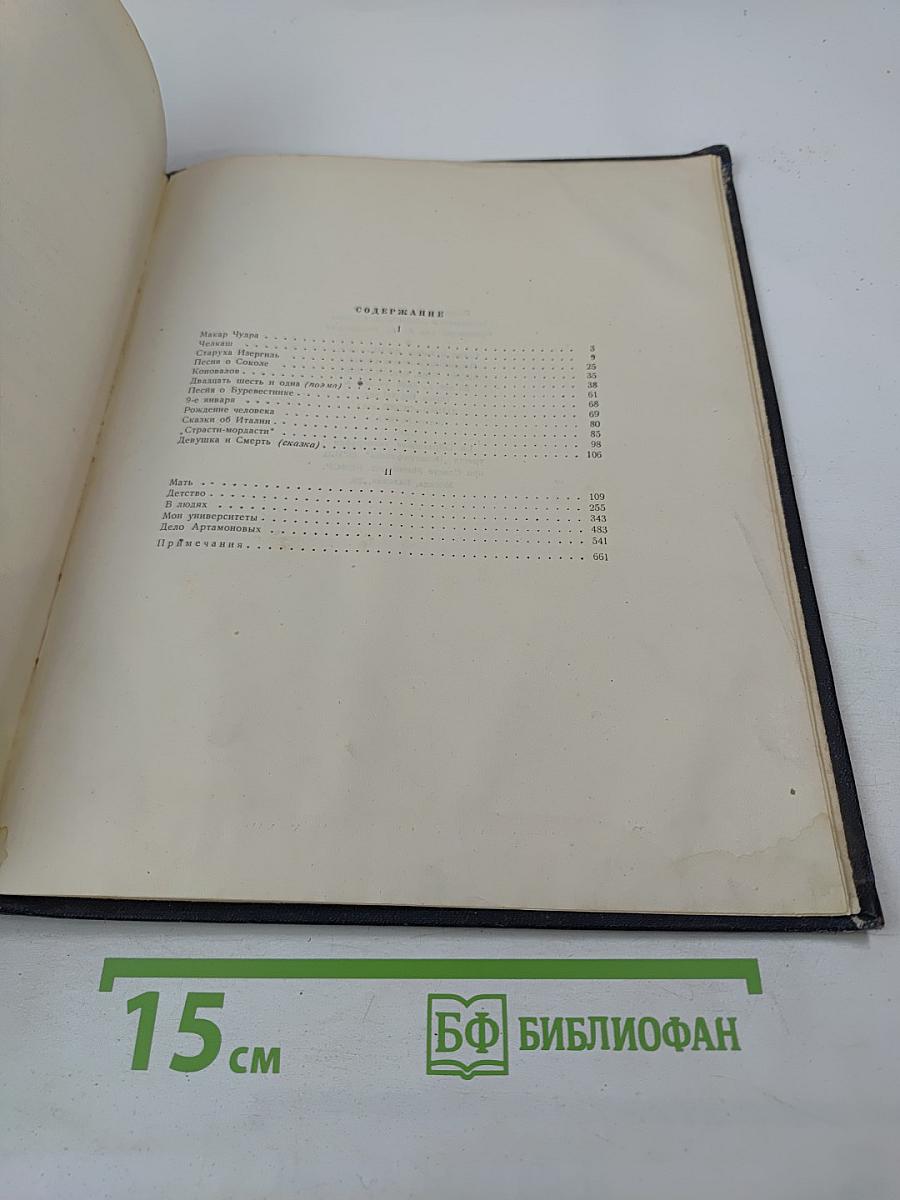 СОДЕРЖАНИЕ
I
Макар Чудра . . . . . . . . . . 3
Челкаш . . . . . . . . . . 9
Старуха Изергиль . . . . . . . . . . 25
Песня о Соколе . . . . . . . . . . 35
Коновалов . . . . . . . . . . 38
Двадцать шесть и одна (поэма) . . . . . . . . . . 61
Песня о Буревестнике . . . . . . . . . . 68
9-е января . . . . . . . . . . 69
Рождение человека . . . . . . . . . . 80
Сказки об Италии . . . . . . . . . . 85
„Страсти-мордасти“ . . . . . . . . . . 98
Девушка и Смерть (сказка) . . . . . . . . . . 106
II
Мать . . . . . . . . . . 109
Детство . . . . . . . . . . 255
В людях . . . . . . . . . . 343
Мои университеты . . . . . . . . . . 483
Дело Артамоновых . . . . . . . . . . 541
Примечания . . . . . . . . . . 661
15 см
БФ БИБЛИОФАН